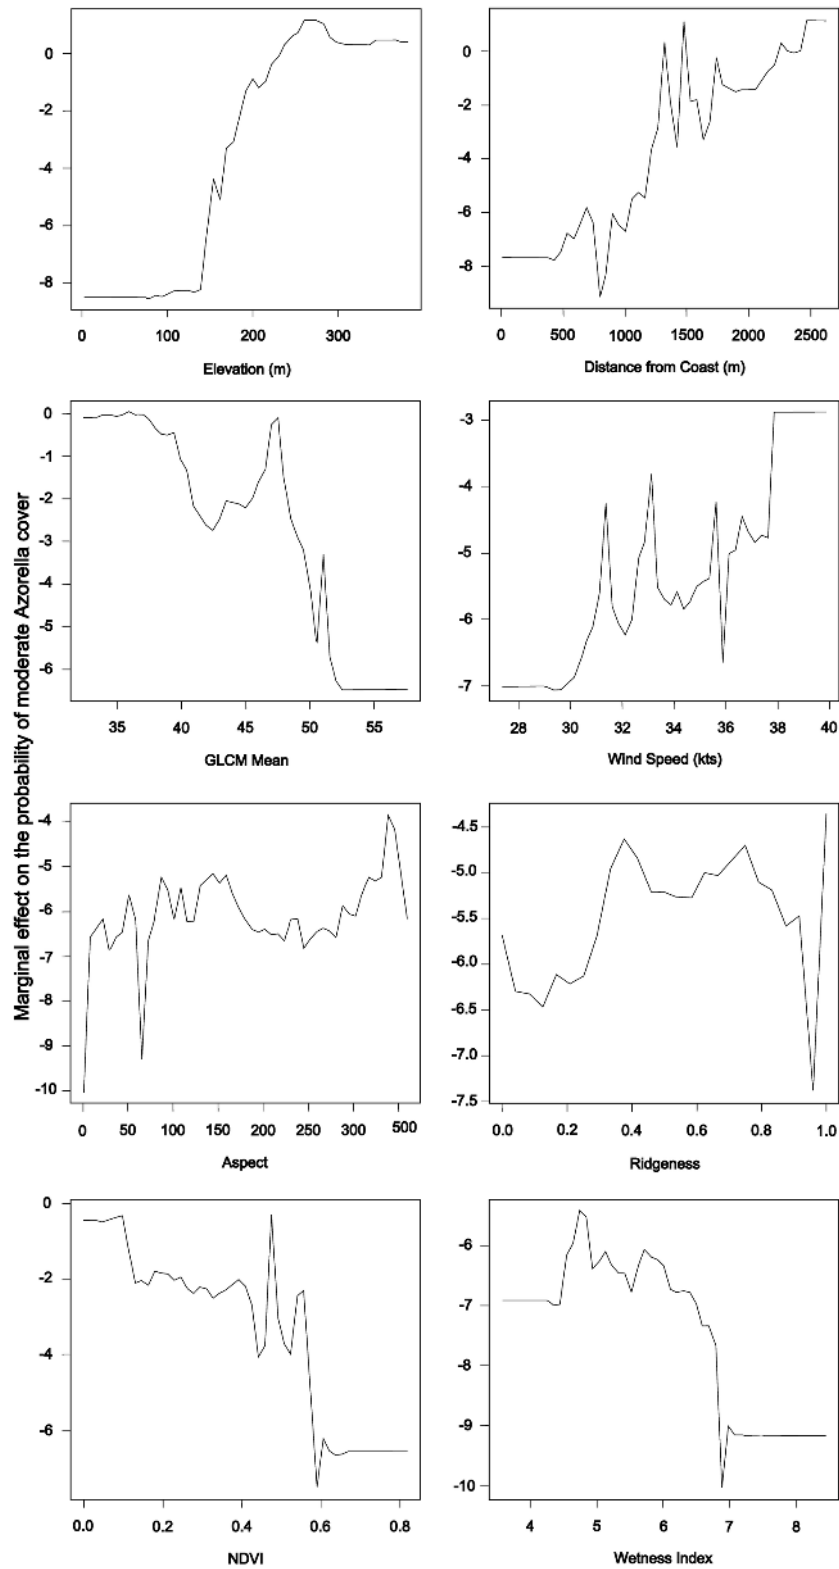 Marginal effect on the probability of moderate Azorella cover
0
-2
-4
-6
-8
0 100 200 300
Elevation (m)
0
-2
-4
-6
-8
0 500 1000 1500 2000 2500
Distance from Coast (m)
0
-1
-2
-3
-4
-5
-6
35 40 45 50 55
GLCM Mean
-3
-4
-5
-6
-7
28 30 32 34 36 38 40
Wind Speed (kts)
-4
-5
-6
-7
-8
-9
-10
0 50 100 150 200 250 300 500
Aspect
-4.5
-5.0
-5.5
-6.0
-6.5
-7.0
-7.5
0.0 0.2 0.4 0.6 0.8 1.0
Ridgeness
0
-2
-4
-6
0.0 0.2 0.4 0.6 0.8
NDVI
-6
-7
-8
-9
-10
4 5 6 7 8
Wetness Index